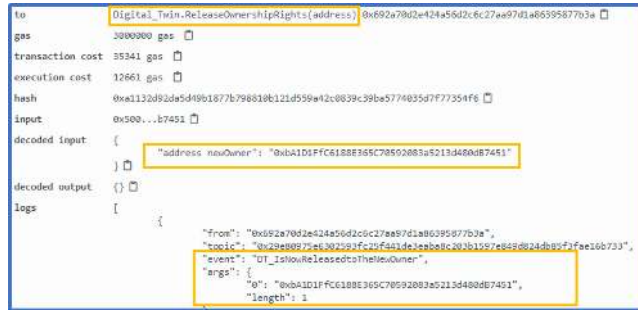 to Digital_Twin.ReleaseOwnershipRights(address) 0x692a70d2e424a56d2c6c27aa97d1a86395877b3a
gas 3000000 gas
transaction cost 35341 gas
execution cost 12661 gas
hash 0xa1132d92da5d49b1877b798810b121d559a42c0839c39ba5774035d7f77354f6
input 0x500...b7451
decoded input {
"address newOwner": "0xbA1D1FfC6188E365C70592083a5213d480dB7451"
}
decoded output {}
logs [
{
"from": "0x692a70d2e424a56d2c6c27aa97d1a86395877b3a",
"topic": "0x29e80975e6302593fc25f441de3eaba8c203b1597e849d824db85f3fae16b733",
"event": "DT_IsNowReleasedtoTheNewOwner",
"args": {
"0": "0xbA1D1FfC6188E365C70592083a5213d480dB7451",
"length": 1